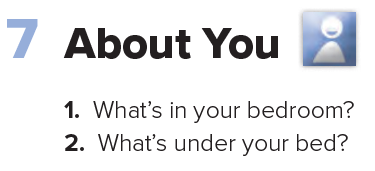 7 About You
1. What's in your bedroom?
2. What's under your bed?